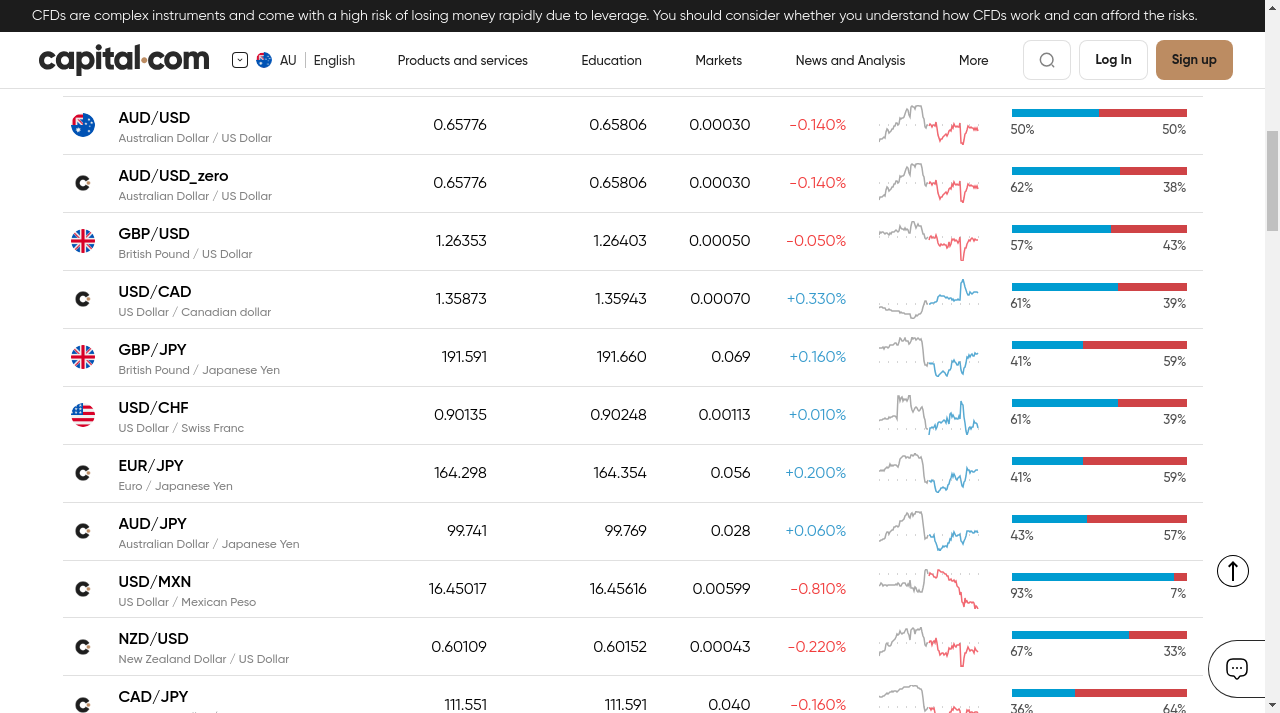 CFDs are complex instruments and come with a high risk of losing money rapidly due to leverage. You should consider whether you understand how CFDs work and can afford the risks.
capital.com AU English Products and services Education Markets News and Analysis More Log In Sign up
AUD/USD 0.65776 0.65806 0.00030 -0.140% 50% 50%
Australian Dollar / US Dollar
AUD/USD_zero 0.65776 0.65806 0.00030 -0.140% 62% 38%
Australian Dollar / US Dollar
GBP/USD 1.26353 1.26403 0.00050 -0.050% 57% 43%
British Pound / US Dollar
USD/CAD 1.35873 1.35943 0.00070 +0.330% 61% 39%
US Dollar / Canadian dollar
GBP/JPY 191.591 191.660 0.069 +0.160% 41% 59%
British Pound / Japanese Yen
USD/CHF 0.90135 0.90248 0.00113 +0.010% 61% 39%
US Dollar / Swiss Franc
EUR/JPY 164.298 164.354 0.056 +0.200% 41% 59%
Euro / Japanese Yen
AUD/JPY 99.741 99.769 0.028 +0.060% 43% 57%
Australian Dollar / Japanese Yen
USD/MXN 16.45017 16.45616 0.00599 -0.810% 93% 7%
US Dollar / Mexican Peso
NZD/USD 0.60109 0.60152 0.00043 -0.220% 67% 33%
New Zealand Dollar / US Dollar
CAD/JPY 111.551 111.591 0.040 -0.160% 36% 64%